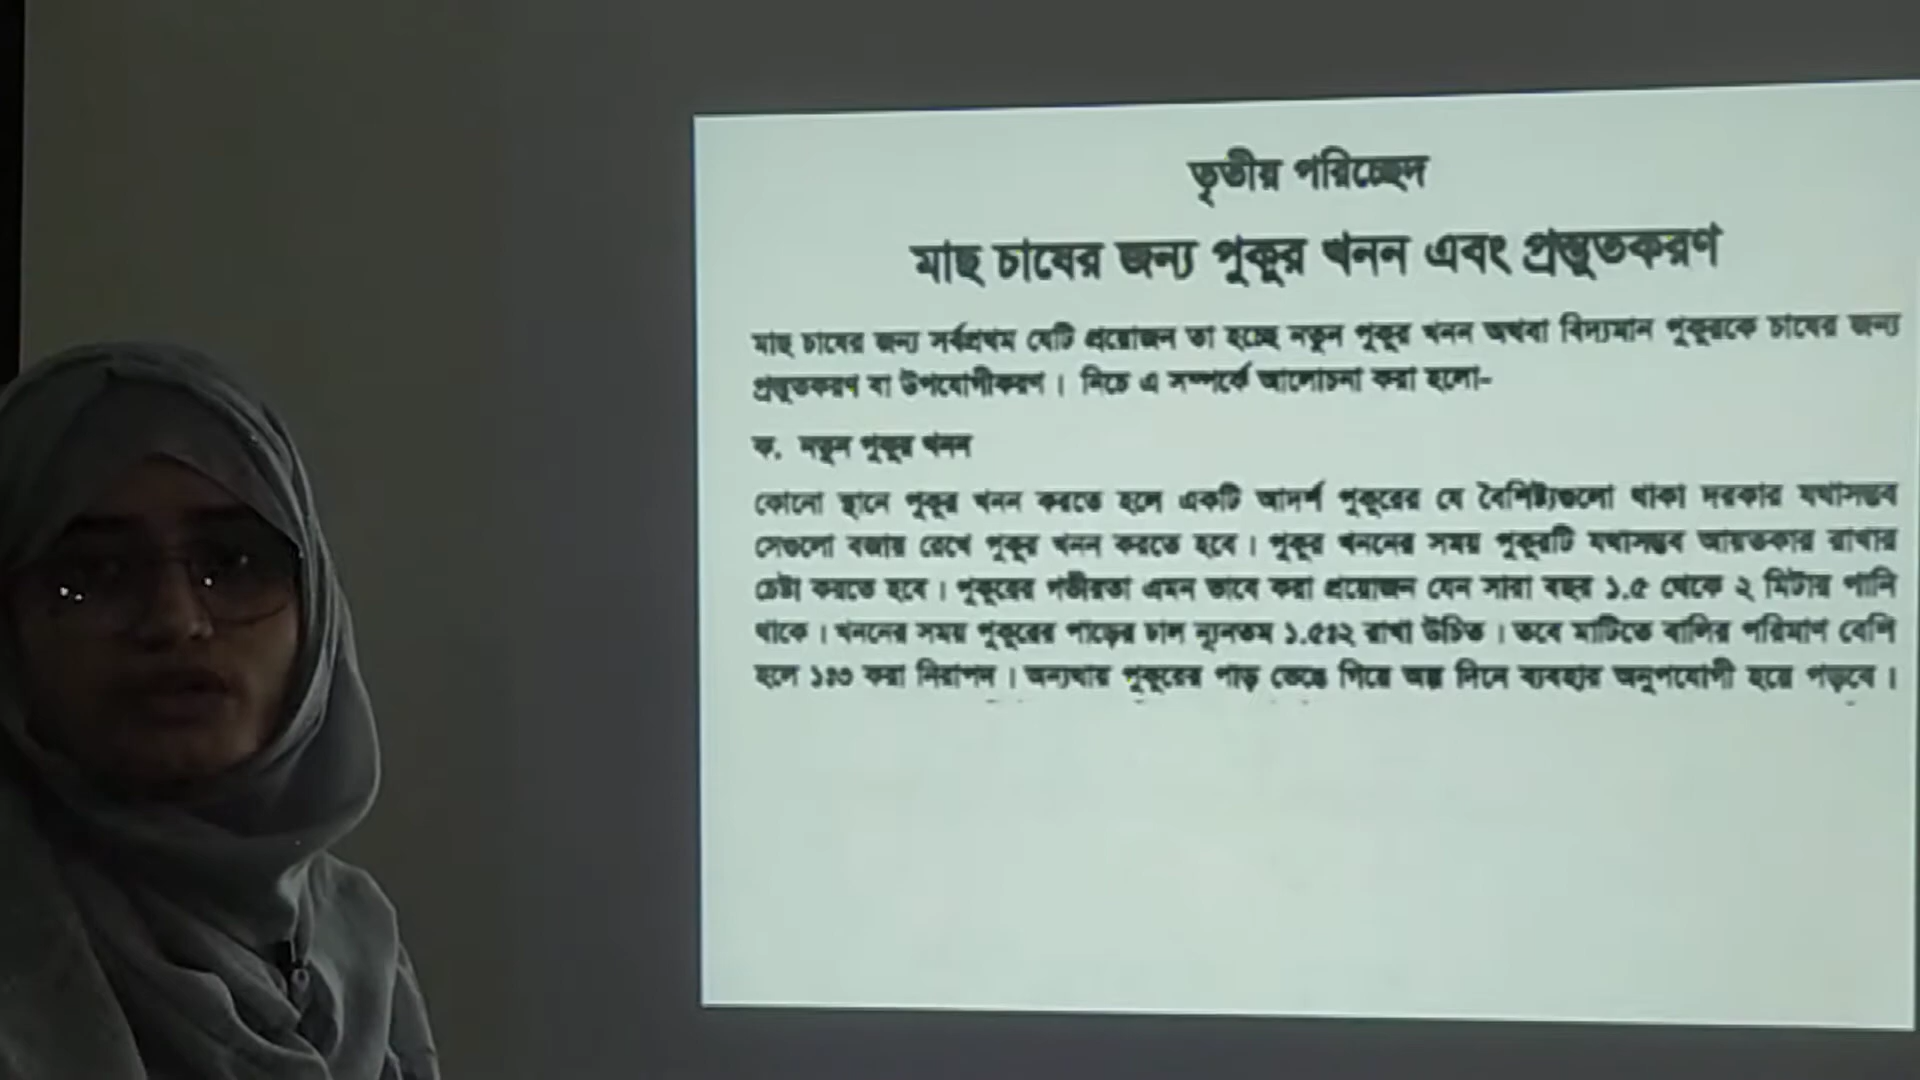 তৃতীয় পরিচ্ছেদ
মাছ চাষের জন্য পুকুর খনন এবং প্রস্তুতকরণ
মাছ চাষের জন্য সর্বপ্রথম যেটি প্রয়োজন তা হচ্ছে নতুন পুকুর খনন অথবা বিদ্যমান পুকুরকে চাষের জন্য
প্রস্তুতকরণ বা উপযোগীকরণ। নিচে এ সম্পর্কে আলোচনা করা হলো-
ক. নতুন পুকুর খনন
কোনো স্থানে পুকুর খনন করতে হলে একটি আদর্শ পুকুরের যে বৈশিষ্ট্যগুলো থাকা দরকার যথাসম্ভব
সেগুলো বজায় রেখে পুকুর খনন করতে হবে। পুকুর খননের সময় পুকুরটি যথাসম্ভব আয়তকার রাখার
চেষ্টা করতে হবে। পুকুরের গভীরতা এমন ভাবে করা প্রয়োজন যেন সারা বছর ১.৫ থেকে ২ মিটার পানি
থাকে। খননের সময় পুকুরের পাড়ের ঢাল ন্যূনতম ১.৫ঃ২ রাখা উচিত। তবে মাটিতে বালির পরিমাণ বেশি
হলে ১ঃ৩ করা নিরাপদ। অন্যথায় পুকুরের পাড় ভেঙে গিয়ে অল্প দিনে ব্যবহার অনুপযোগী হয়ে পড়বে।